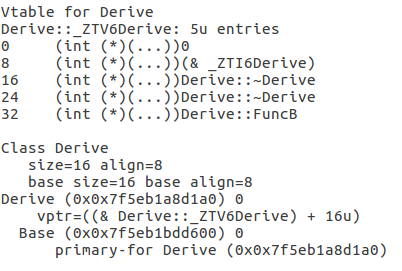 Vtable for Derive
Derive::_ZTV6Derive: 5u entries
0     (int (*)(...))0
8     (int (*)(...))(& _ZTI6Derive)
16    (int (*)(...))Derive::~Derive
24    (int (*)(...))Derive::~Derive
32    (int (*)(...))Derive::FuncB

Class Derive
   size=16 align=8
   base size=16 base align=8
Derive (0x0x7f5eb1a8d1a0) 0
    vptr=((& Derive::_ZTV6Derive) + 16u)
  Base (0x0x7f5eb1bdd600) 0
      primary-for Derive (0x0x7f5eb1a8d1a0)